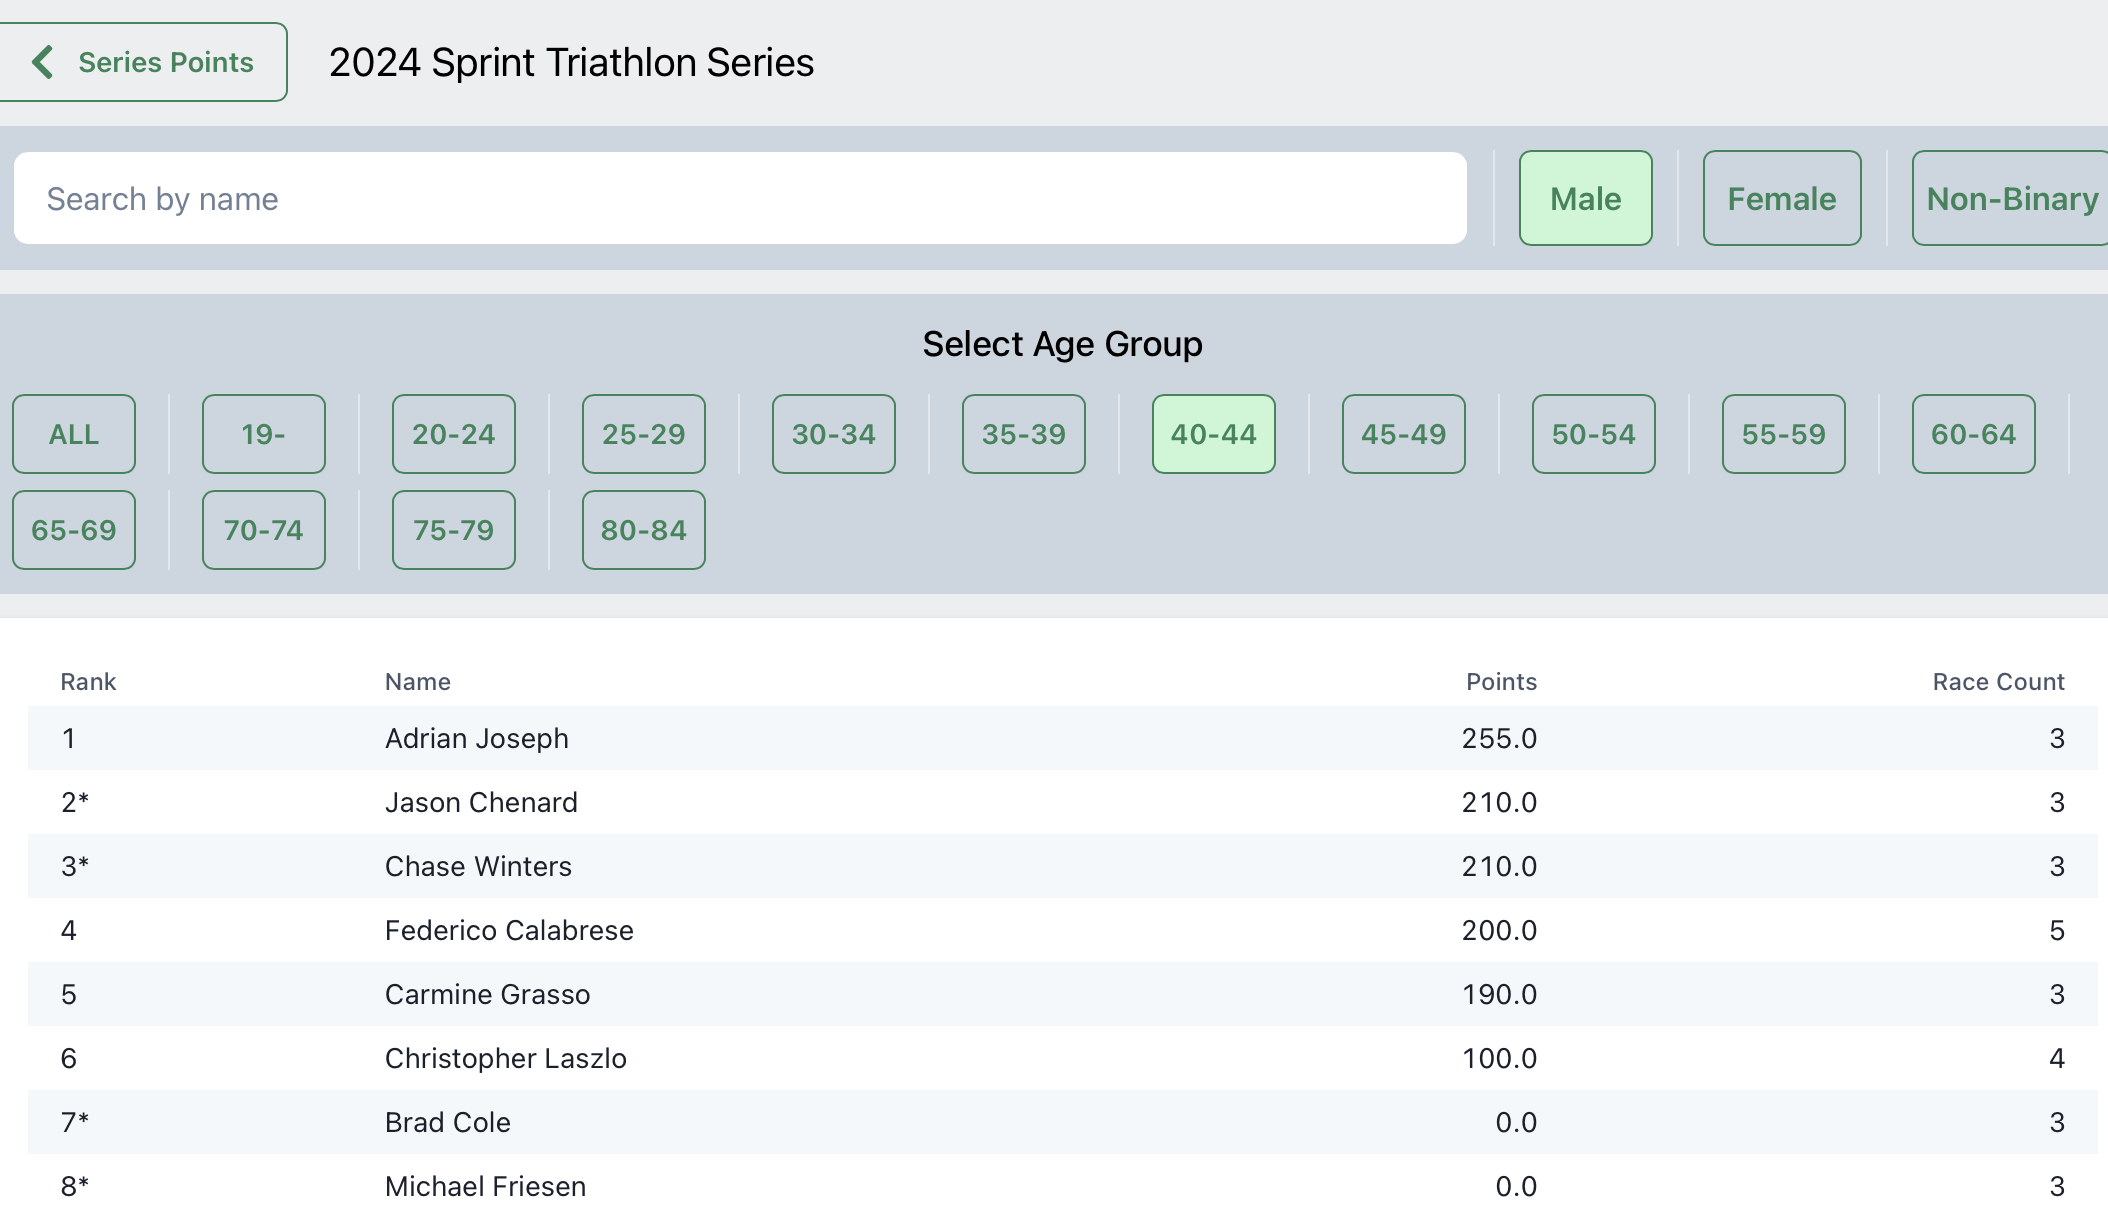 Series Points
2024 Sprint Triathlon Series
Search by name
Male
Female
Non-Binary
Select Age Group
ALL 19- 20-24 25-29 30-34 35-39 40-44 45-49 50-54 55-59 60-64
65-69 70-74 75-79 80-84
Rank Name Points Race Count
1 Adrian Joseph 255.0 3
2* Jason Chenard 210.0 3
3* Chase Winters 210.0 3
4 Federico Calabrese 200.0 5
5 Carmine Grasso 190.0 3
6 Christopher Laszlo 100.0 4
7* Brad Cole 0.0 3
8* Michael Friesen 0.0 3